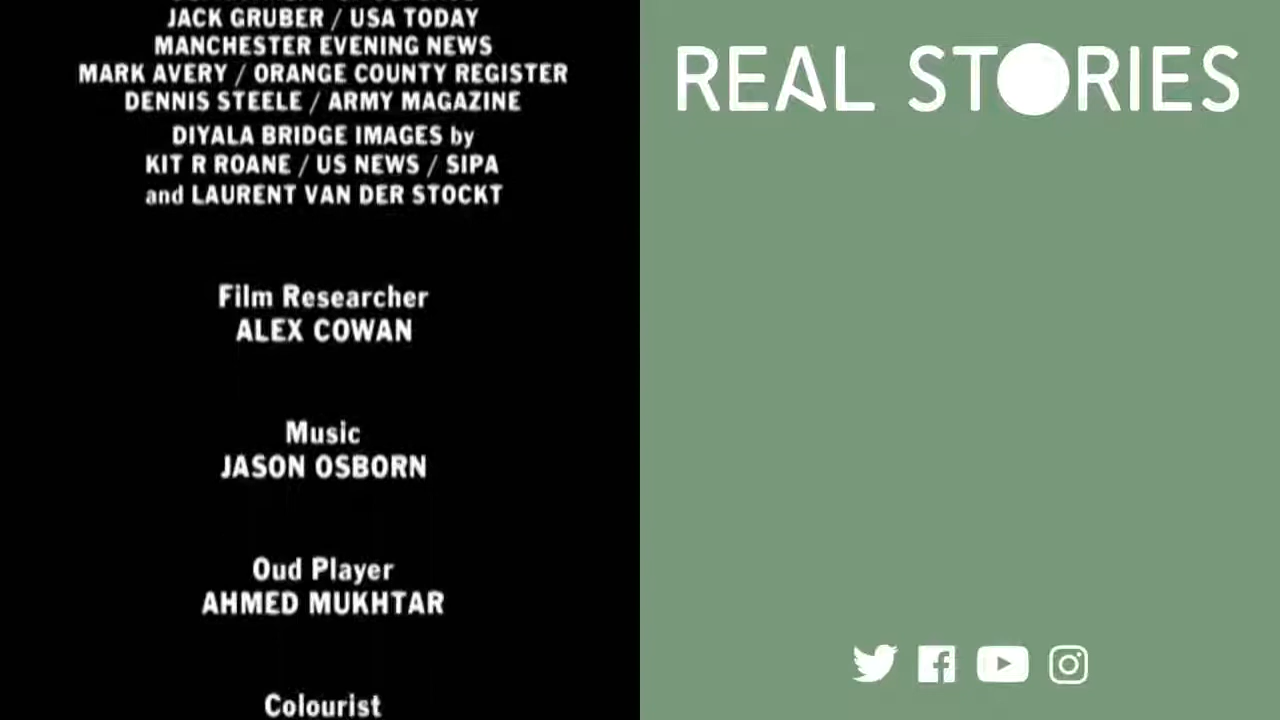 JACK GRUBER / USA TODAY
MANCHESTER EVENING NEWS
MARK AVERY / ORANGE COUNTY REGISTER
DENNIS STEELE / ARMY MAGAZINE
DIYALA BRIDGE IMAGES by
KIT R ROANE / US NEWS / SIPA
and LAURENT VAN DER STOCKT
Film Researcher
ALEX COWAN
Music
JASON OSBORN
Oud Player
AHMED MUKHTAR
Colourist
REAL STORIES